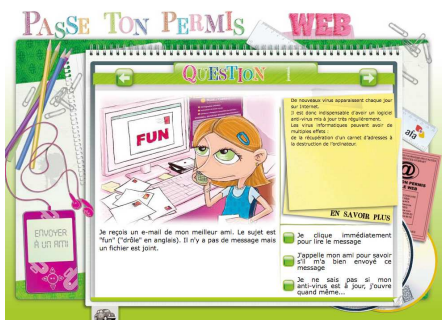 PASSE TON PERMIS WEB
QUESTION 1
De nouveaux virus apparaissent chaque jour
sur Internet.
Il est donc indispensable d'avoir un logiciel
anti-virus mis à jour très régulièrement.
Les virus informatiques peuvent avoir de
multiples effets :
de la récupération d'un carnet d'adresses à
la destruction de l'ordinateur.
EN SAVOIR PLUS
FUN
afa
@
PERMIS
WEB
ENVOYER
À UN AMI
Je reçois un e-mail de mon meilleur ami. Le sujet est
"fun" ("drôle" en anglais). Il n'y a pas de message mais
un fichier est joint.
Je clique immédiatement
pour lire le message
J'appelle mon ami pour savoir
s'il m'a bien envoyé ce
message
Je ne sais pas si mon
anti-virus est à jour, j'ouvre
quand même...